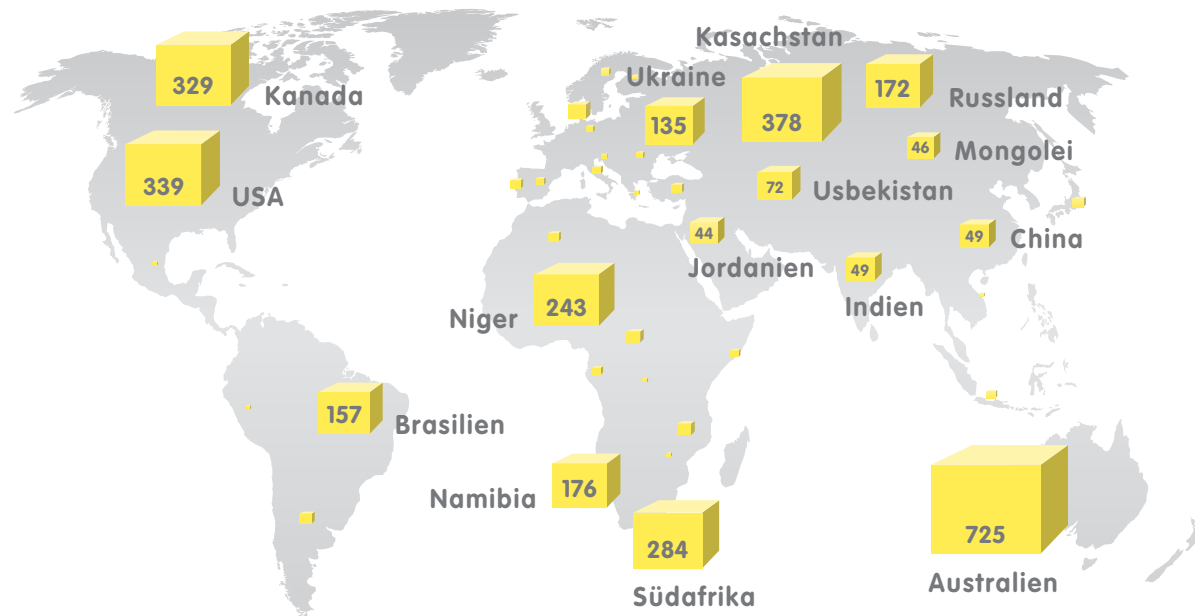 Kasachstan
329
Kanada
Ukraine
172
Russland
135
378
46
Mongolei
339
USA
72
Usbekistan
44
Jordanien
49
China
49
Indien
243
Niger
157
Brasilien
176
Namibia
284
Südafrika
725
Australien